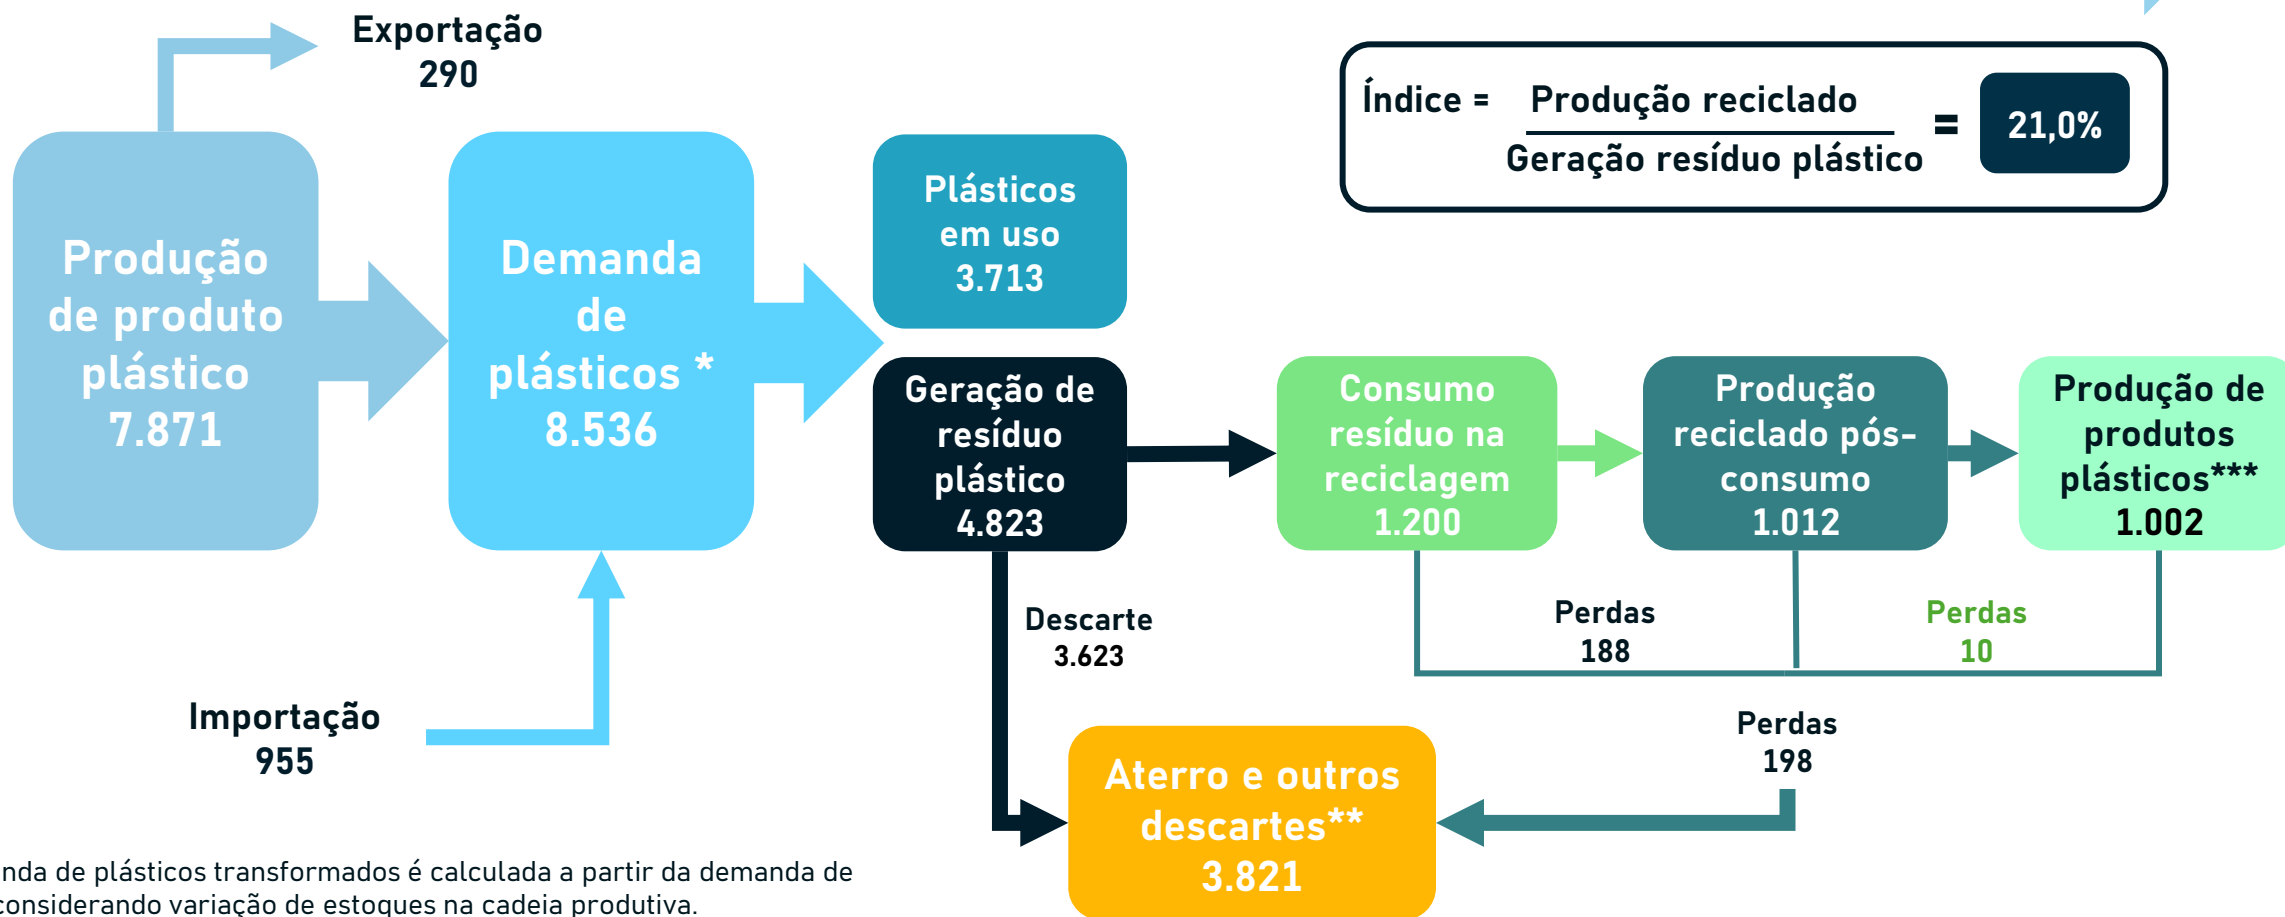 Exportação
290
Índice =
Produção reciclado
Geração resíduo plástico
=
21,0%
Produção
de produto
plástico
7.871
Demanda
de
plásticos *
8.536
Plásticos
em uso
3.713
Geração de
resíduo
plástico
4.823
Consumo
resíduo na
reciclagem
1.200
Produção
reciclado pós-
consumo
1.012
Produção de
produtos
plásticos***
1.002
Descarte
3.623
Perdas
188
Perdas
10
Importação
955
Perdas
198
Aterro e outros
descartes**
3.821
de plásticos transformados é calculada a partir da demanda de
considerando variação de estoques na cadeia produtiva.